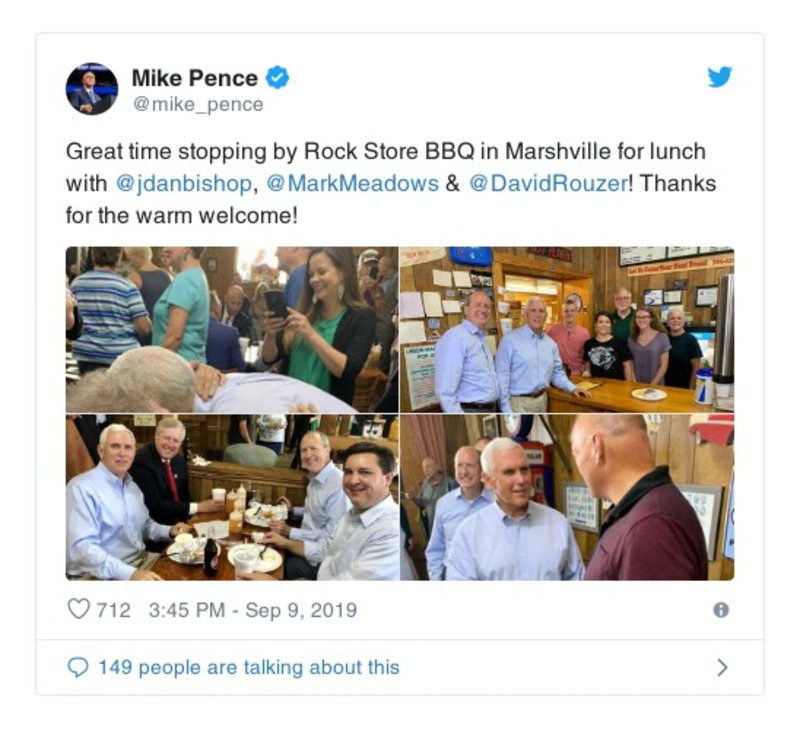 Mike Pence
@mike_pence
Great time stopping by Rock Store BBQ in Marshville for lunch
with @jdanbishop, @MarkMeadows & @DavidRouzer! Thanks
for the warm welcome!
712 3:45 PM - Sep 9, 2019
149 people are talking about this